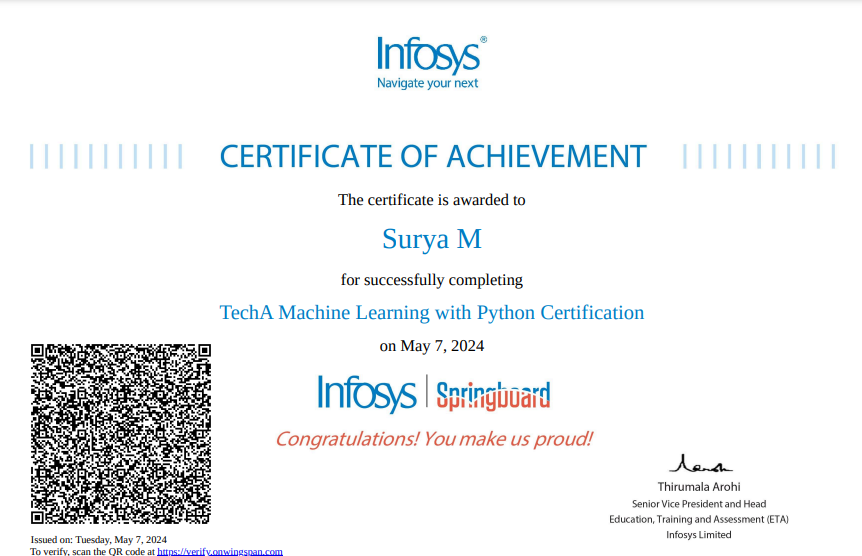 Infosys®
Navigate your next
CERTIFICATE OF ACHIEVEMENT
The certificate is awarded to
Surya M
for successfully completing
TechA Machine Learning with Python Certification
on May 7, 2024
Infosys | Springboard
Congratulations! You make us proud!
Thirumala Arohi
Senior Vice President and Head
Education, Training and Assessment (ETA)
Infosys Limited
Issued on: Tuesday, May 7, 2024
To verify, scan the QR code at https://verify.onwingspan.com